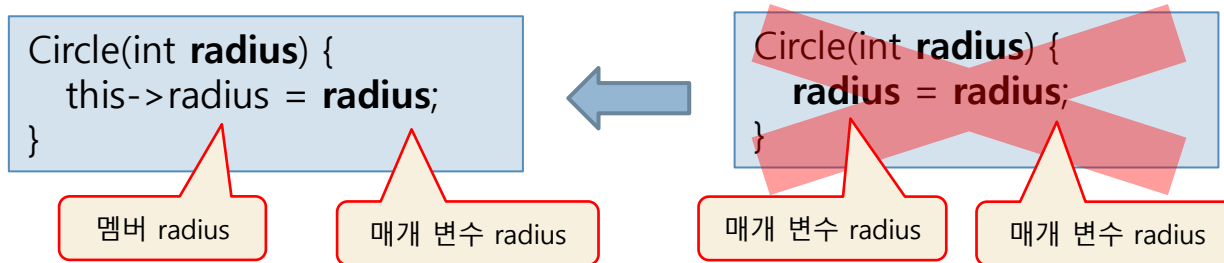 Circle(int radius) {
this->radius = radius;
}
멤버 radius
매개 변수 radius
Circle(int radius) {
radius = radius;
}
매개 변수 radius
매개 변수 radius